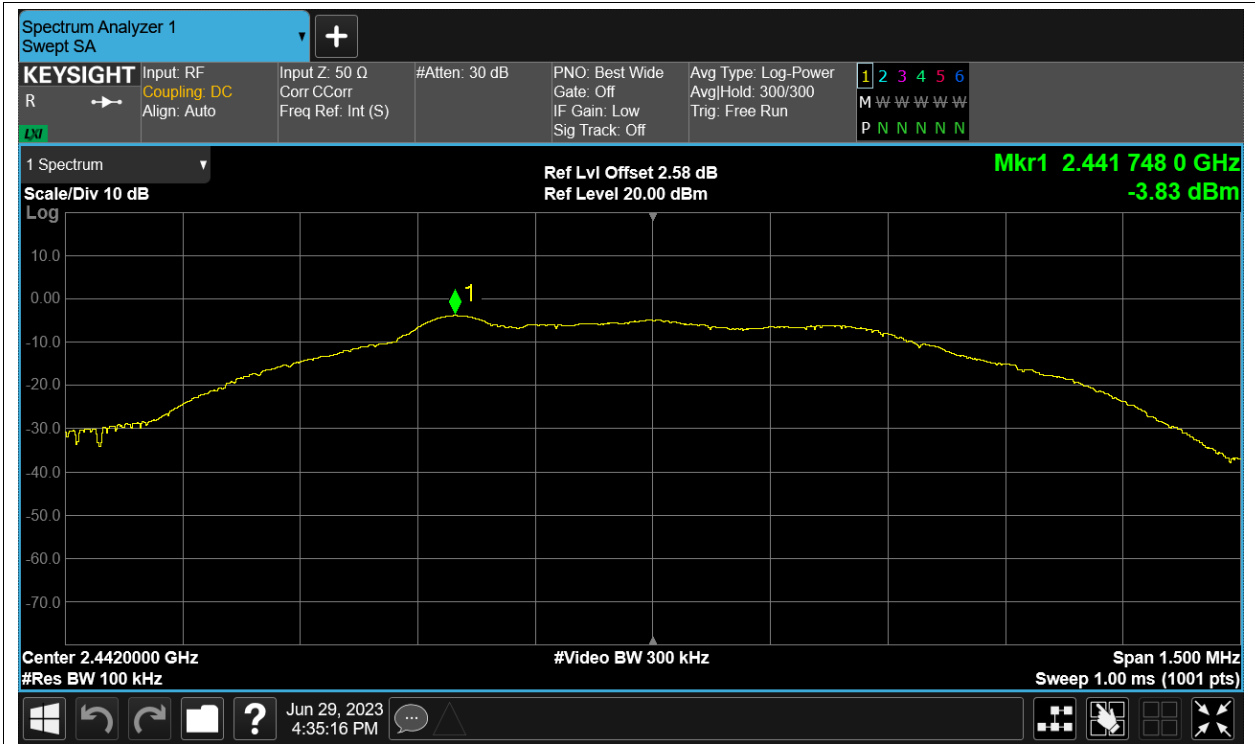 Spectrum Analyzer 1
Swept SA
KEYSIGHT
R
LXI
Input: RF
Coupling: DC
Align: Auto
Input Z: 50 Ω
Corr CCorr
Freq Ref: Int (S)
#Atten: 30 dB
PNO: Best Wide
Gate: Off
IF Gain: Low
Sig Track: Off
Avg Type: Log-Power
Avg|Hold: 300/300
Trig: Free Run
1 2 3 4 5 6
M W W W W W
P N N N N N
1 Spectrum
Scale/Div 10 dB
Ref Lvl Offset 2.58 dB
Ref Level 20.00 dBm
Mkr1 2.441 748 0 GHz
-3.83 dBm
Log
10.0
0.00
-10.0
-20.0
-30.0
-40.0
-50.0
-60.0
-70.0
1
Center 2.4420000 GHz
#Video BW 300 kHz
Span 1.500 MHz
#Res BW 100 kHz
Sweep 1.00 ms (1001 pts)
?
Jun 29, 2023
4:35:16 PM